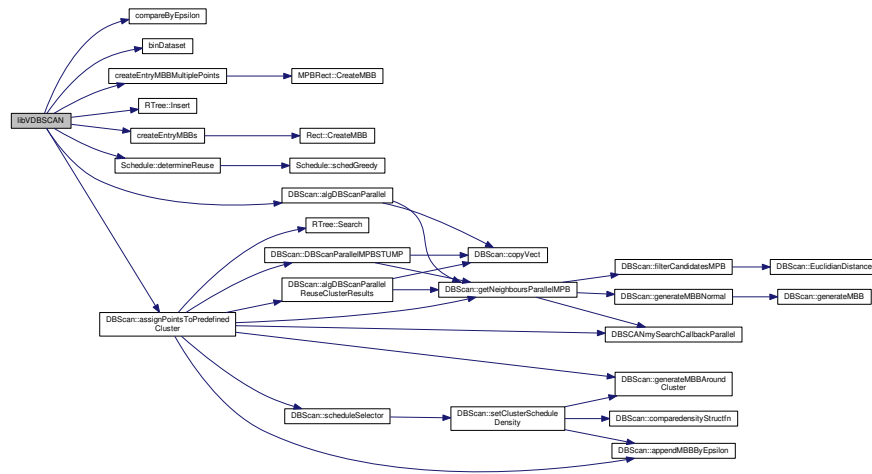 compareByEpsilon
binDataset
createEntryMBBMultiplePoints
MPBRect::CreateMBB
RTree::Insert
libVDBSCAN
createEntryMBBs
Rect::CreateMBB
Schedule::determineReuse
Schedule::schedGreedy
DBScan::algDBScanParallel
RTree::Search
DBScan::DBScanParallelMPBSTUMP
DBScan::copyVect
DBScan::filterCandidatesMPB
DBScan::EuclidianDistance
DBScan::algDBScanParallel
ReuseClusterResults
DBScan::getNeighboursParallelMPB
DBScan::generateMBBNormal
DBScan::generateMBB
DBScan::assignPointsToPredefined
Cluster
DBSCANmySearchCallbackParallel
DBScan::generateMBBAround
Cluster
DBScan::scheduleSelector
DBScan::setClusterSchedule
Density
DBScan::comparedensityStructfn
DBScan::appendMBBByEpsilon